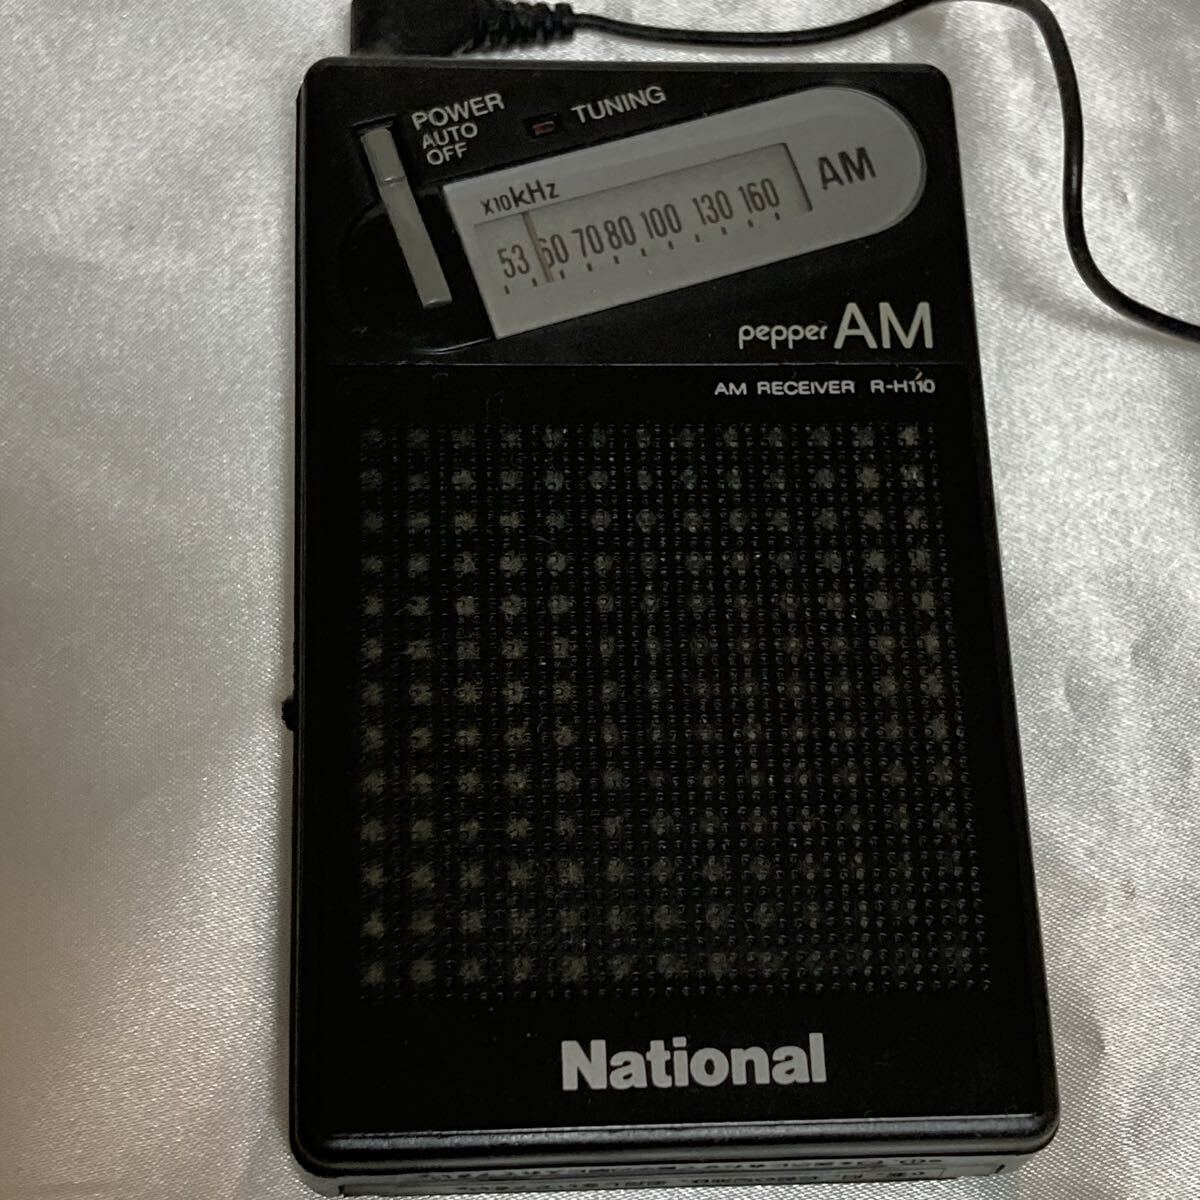 POWER
AUTO
OFF
TUNING
X10kHz
AM
53 60 70 80 100 130 160
pepper AM
AM RECEIVER R-H110
National